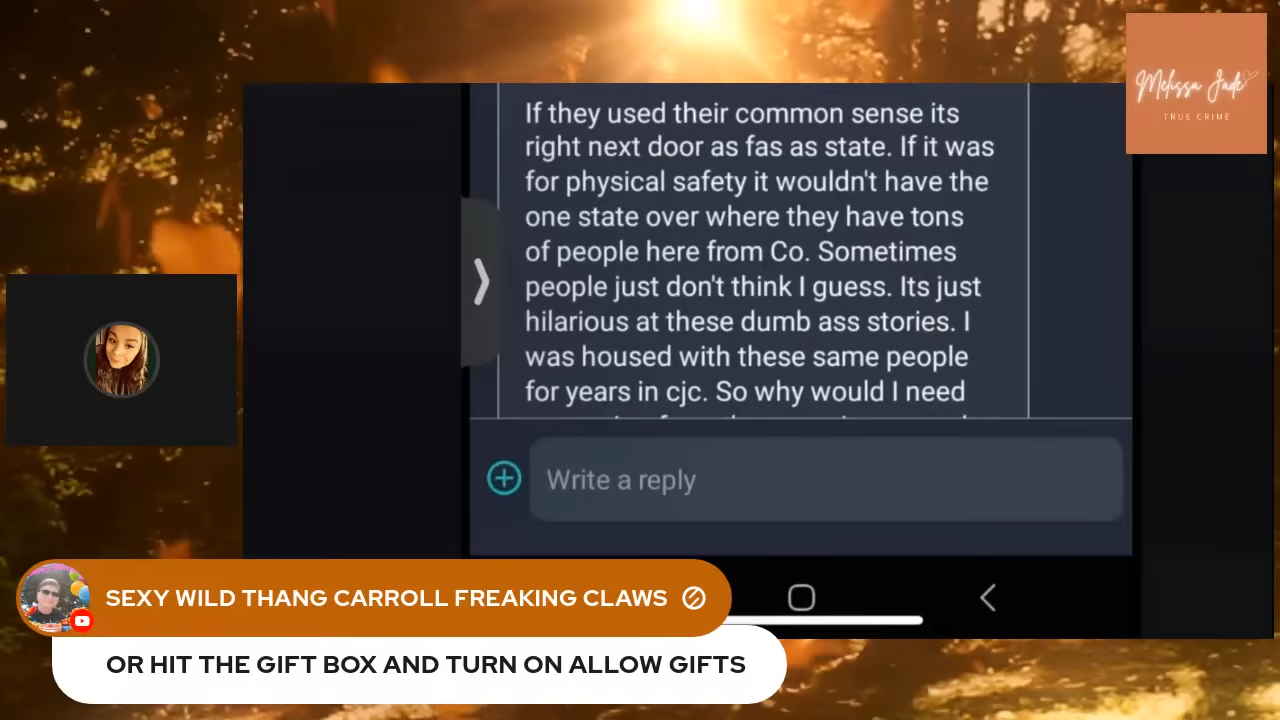 Melissa Jade
TRUE CRIME
If they used their common sense its
right next door as fas as state. If it was
for physical safety it wouldn't have the
one state over where they have tons
of people here from Co. Sometimes
people just don't think I guess. Its just
hilarious at these dumb ass stories. I
was housed with these same people
for years in cjc. So why would I need
Write a reply
SEXY WILD THANG CARROLL FREAKING CLAWS
OR HIT THE GIFT BOX AND TURN ON ALLOW GIFTS